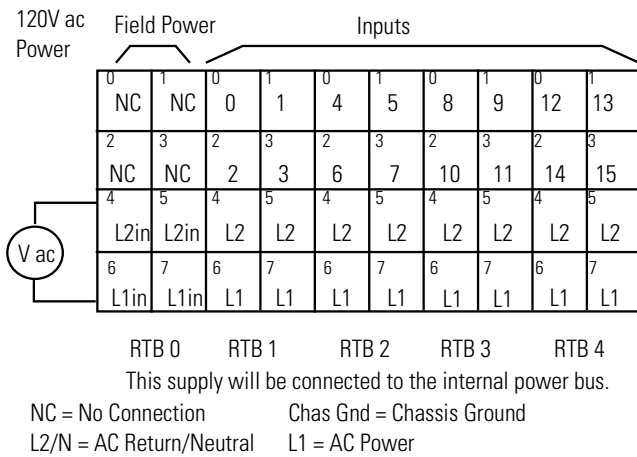 120V ac Power
Field Power
Inputs
0 1 0 1 0 1 0 1 0 1
NC NC 0 1 4 5 8 9 12 13
2 3 2 3 2 3 2 3 2 3
NC NC 2 3 6 7 10 11 14 15
4 5 4 5 4 5 4 5 4 5
L2in L2in L2 L2 L2 L2 L2 L2 L2 L2
V ac
6 7 6 7 6 7 6 7 6 7
L1in L1in L1 L1 L1 L1 L1 L1 L1 L1
RTB 0 RTB 1 RTB 2 RTB 3 RTB 4
This supply will be connected to the internal power bus.
NC = No Connection Chas Gnd = Chassis Ground
L2/N = AC Return/Neutral L1 = AC Power